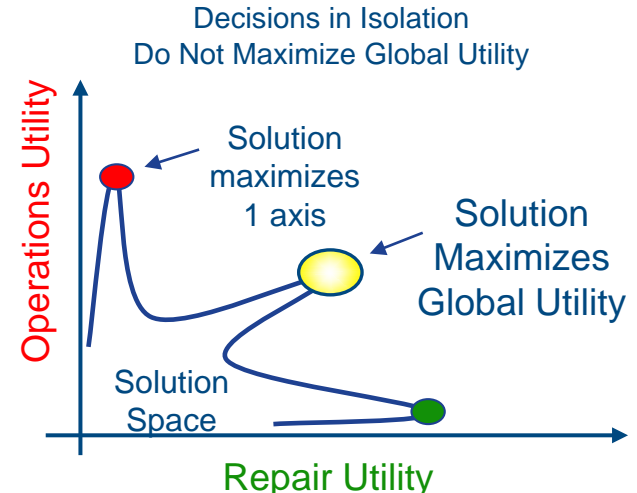 Decisions in Isolation
Do Not Maximize Global Utility
Operations Utility
Solution
maximizes
1 axis
Solution
Maximizes
Global Utility
Solution
Space
Repair Utility